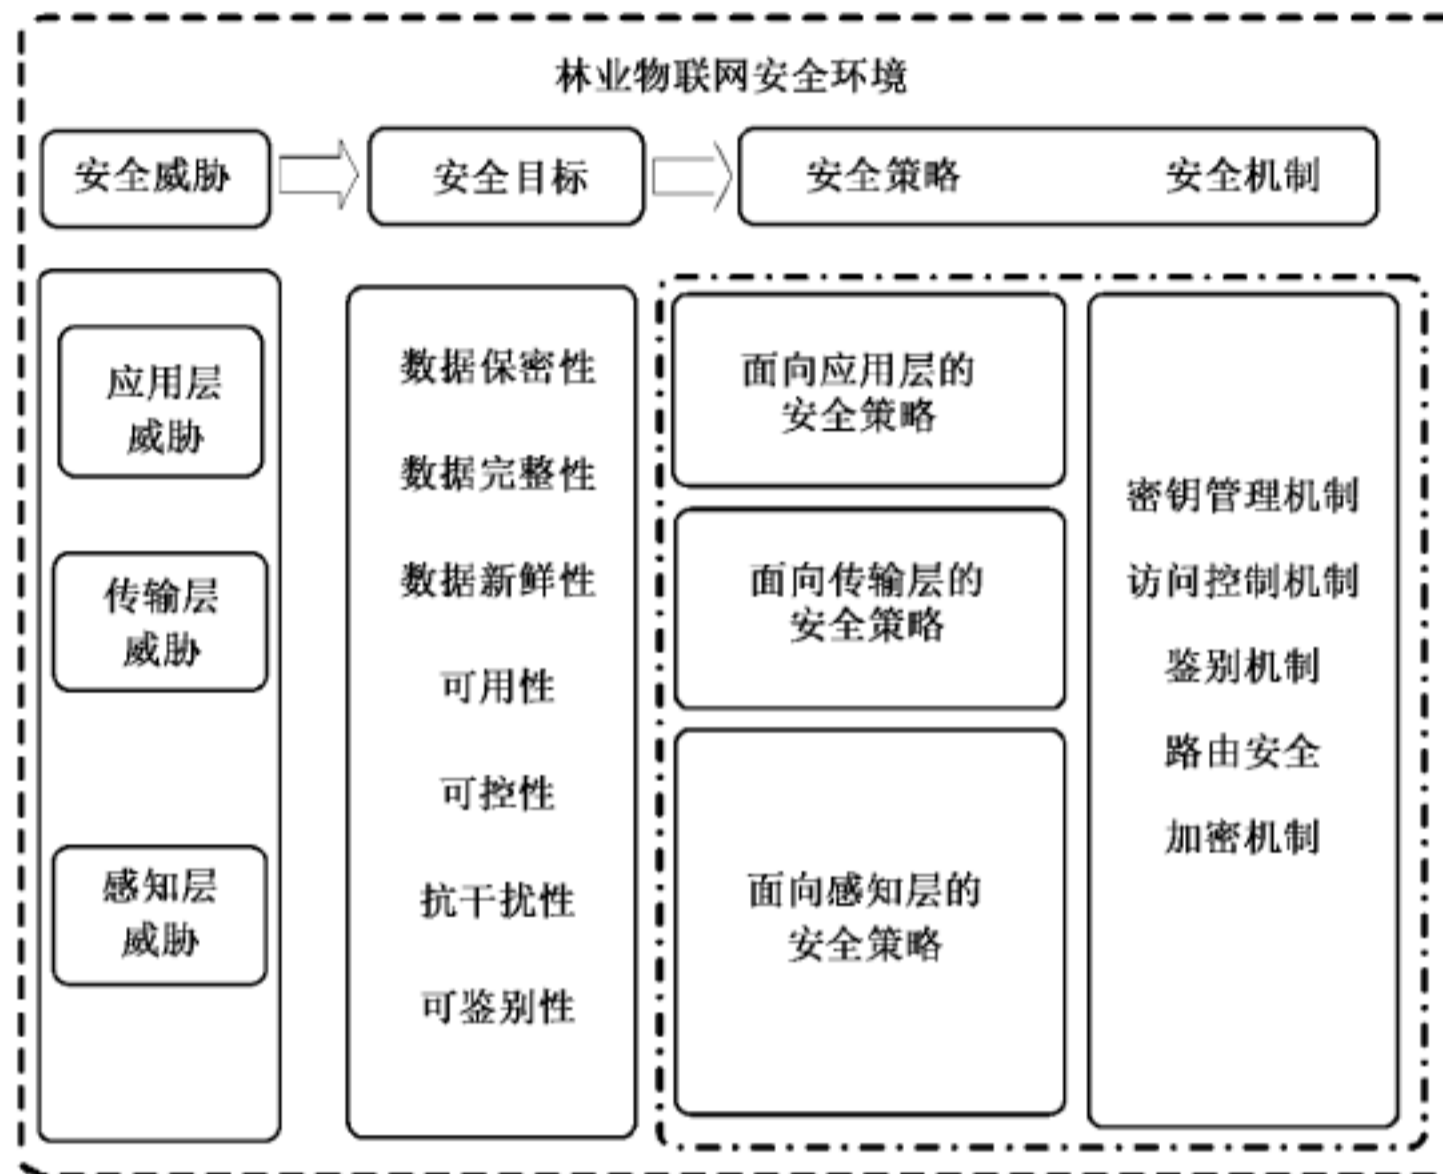 林业物联网安全环境
安全威胁
安全目标
安全策略
安全机制
应用层
威胁
传输层
威胁
感知层
威胁
数据保密性
数据完整性
数据新鲜性
可用性
可控性
抗干扰性
可鉴别性
面向应用层的
安全策略
面向传输层的
安全策略
面向感知层的
安全策略
密钥管理机制
访问控制机制
鉴别机制
路由安全
加密机制